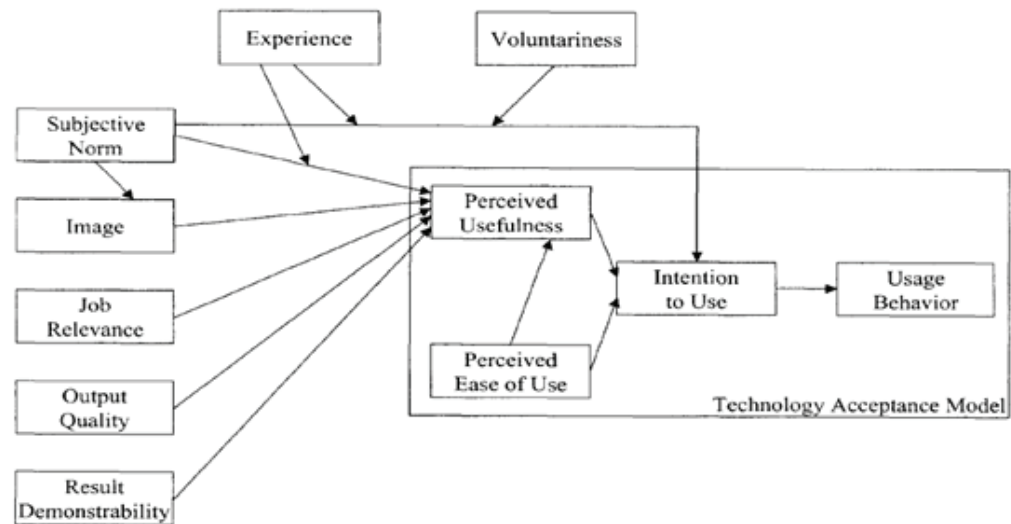 Experience
Voluntariness
Subjective
Norm
Image
Perceived
Usefulness
Job
Relevance
Intention
to Use
Usage
Behavior
Perceived
Ease of Use
Output
Quality
Technology Acceptance Model
Result
Demonstrability